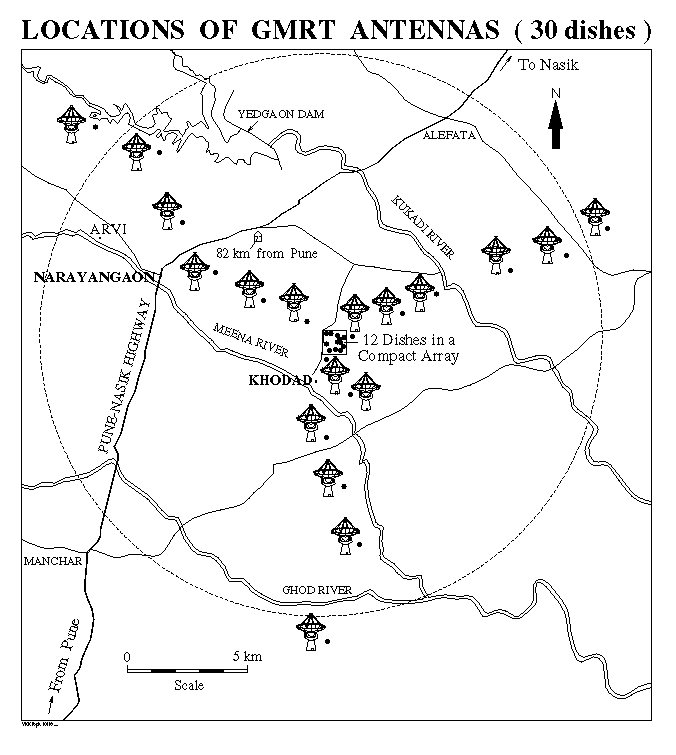 LOCATIONS OF GMRT ANTENNAS ( 30 dishes )
To Nasik
N
YEDGAON DAM
ALEFATA
KUKADI RIVER
ARVI
82 km from Pune
NARAYANGAON
MEENA RIVER
12 Dishes in a
Compact Array
PUNE-NASIK HIGHWAY
KHODAD
MANCHAR
GHOD RIVER
From Pune
0 5 km
Scale